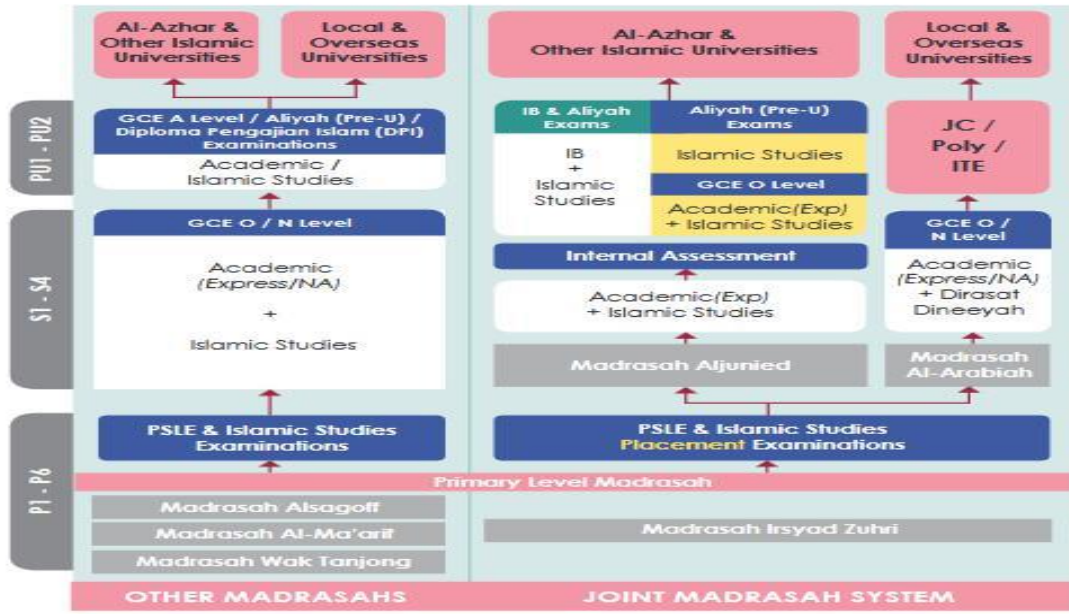 Al-Azhar &
Other Islamic
Universities
Local &
Overseas
Universities
Al-Azhar &
Other Islamic Universities
Local &
Overseas
Universities
PU1 - PU2
GCE A Level / Aliyah (Pre-U) /
Diploma Pengajian Islam (DPI)
Examinations
Academic /
Islamic Studies
IB & Aliyah
Exams
IB
+
Islamic
Studies
Aliyah (Pre-U)
Exams
Islamic Studies
GCE O Level
Academic(Exp)
+ Islamic Studies
JC /
Poly /
ITE
S1 - S4
GCE O / N Level
Academic
(Express/NA)
+
Islamic Studies
Internal Assessment
Academic(Exp)
+ Islamic Studies
Madrasah Aljunied
GCE O /
N Level
Academic
(Express/NA)
+ Dirasat
Dineeyah
Madrasah
Al-Arabiah
P1 - P6
PSLE & Islamic Studies
Examinations
PSLE & Islamic Studies
Placement Examinations
Primary Level Madrasah
Madrasah Alsagoff
Madrasah Al-Ma'arif
Madrasah Wak Tanjong
Madrasah Irsyad Zuhri
OTHER MADRASAHS
JOINT MADRASAH SYSTEM